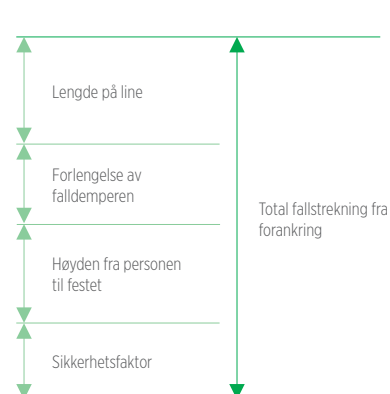 Lengde på line
Forlengelse av
falldemperen
Total fallstrekning fra
forankring
Høyden fra personen
til festet
Sikkerhetsfaktor